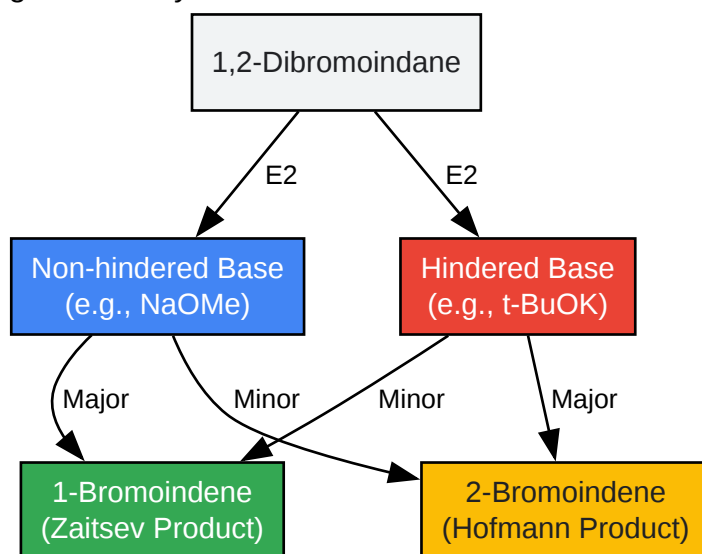 1,2-Dibromoindane
E2
E2
Non-hindered Base
(e.g., NaOMe)
Hindered Base
(e.g., t-BuOK)
Major
Minor
Minor
Major
1-Bromoindene
(Zaitsev Product)
2-Bromoindene
(Hofmann Product)